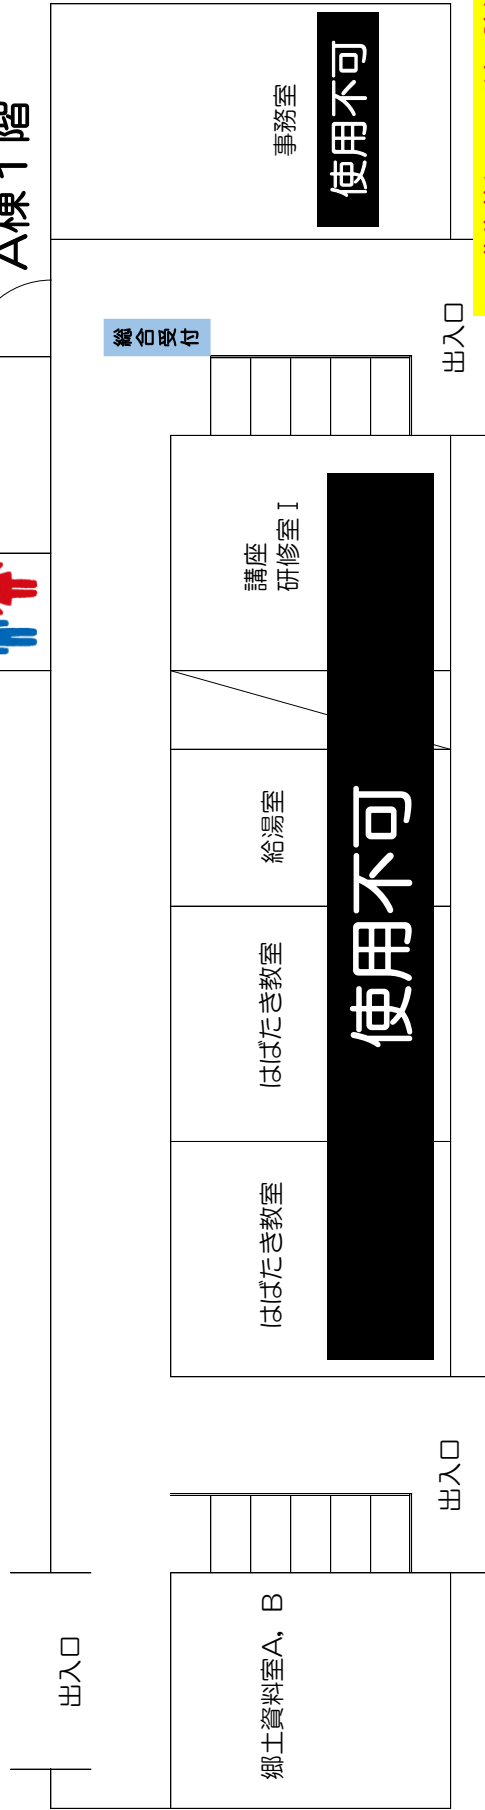 A棟1階
出入口
郷土資料室A，B
出入口
はばたき教室
はばたき教室
給湯室
講座
研修室Ⅰ
使用不可
総合受付
出入口
事務室
使用不可